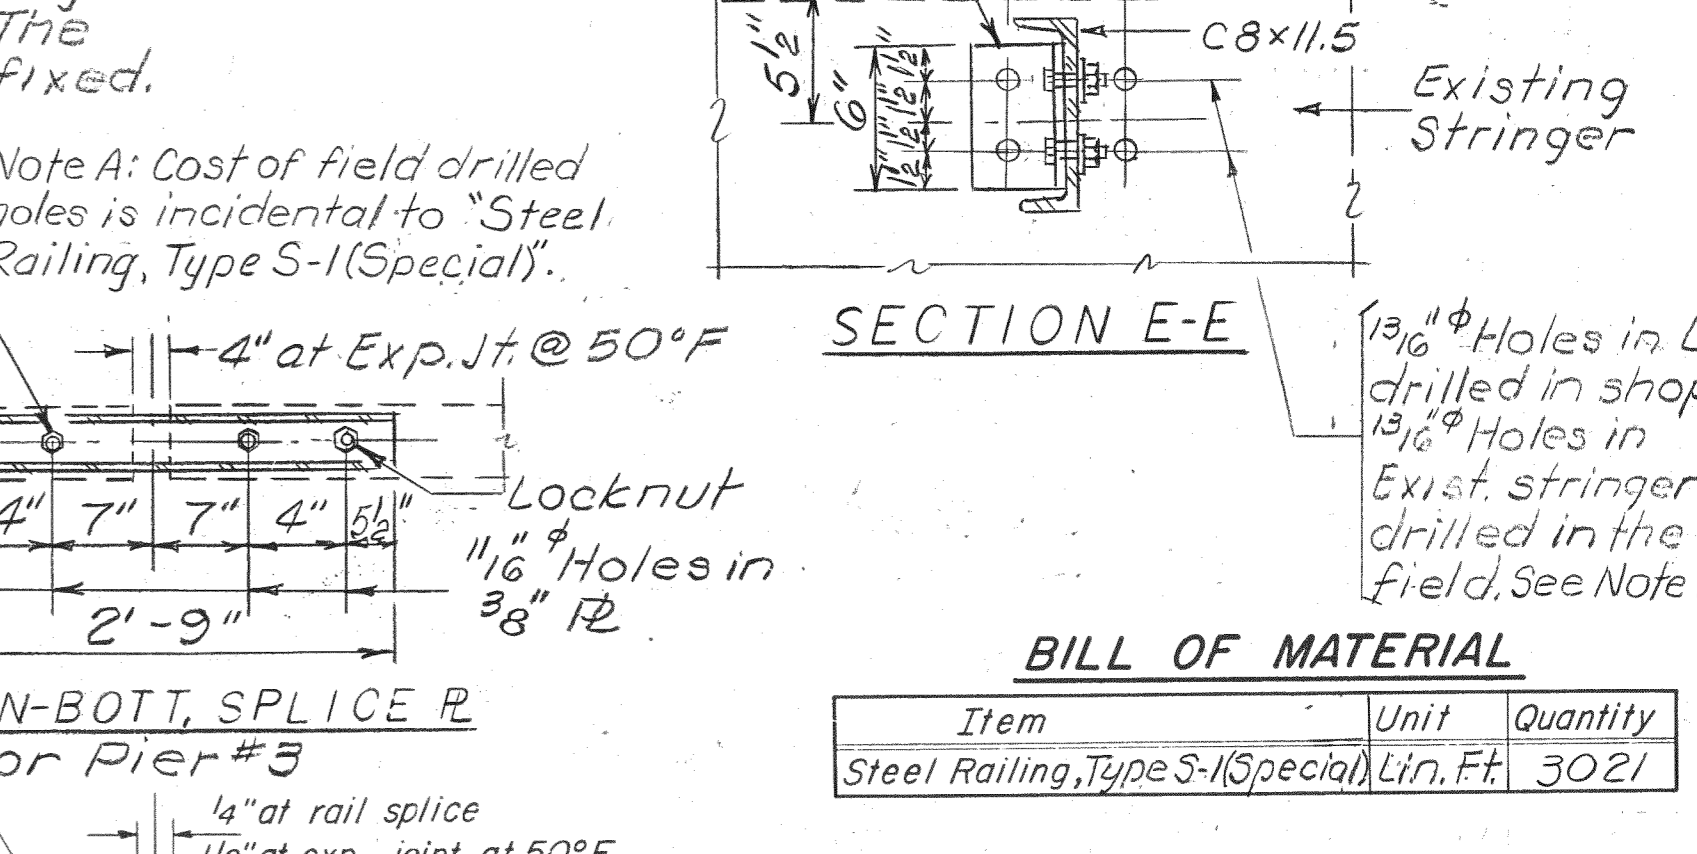 The
fixed.
Note A: Cost of field drilled
holes is incidental to "Steel
Railing, Type S-1(Special)".
4" at Exp. Jt. @ 50°F
4" 7" 7" 4" 5½"
2'-9"
Locknut
11/16" ϕ Holes in
3/8" PL
N-BOTT. SPLICE PL
or Pier #3
1/4" at rail splice
at exp. joint at 50°F
5½"
6"
1½" 1½" 1½" 1½"
C8×11.5
Existing
Stringer
SECTION E-E
13/16" ϕ Holes in
drilled in shop
13/16" ϕ Holes in
Exist. stringer
drilled in the
field. See Note
BILL OF MATERIAL
Item Unit Quantity
Steel Railing, Type S-1(Special) Lin. Ft. 3021